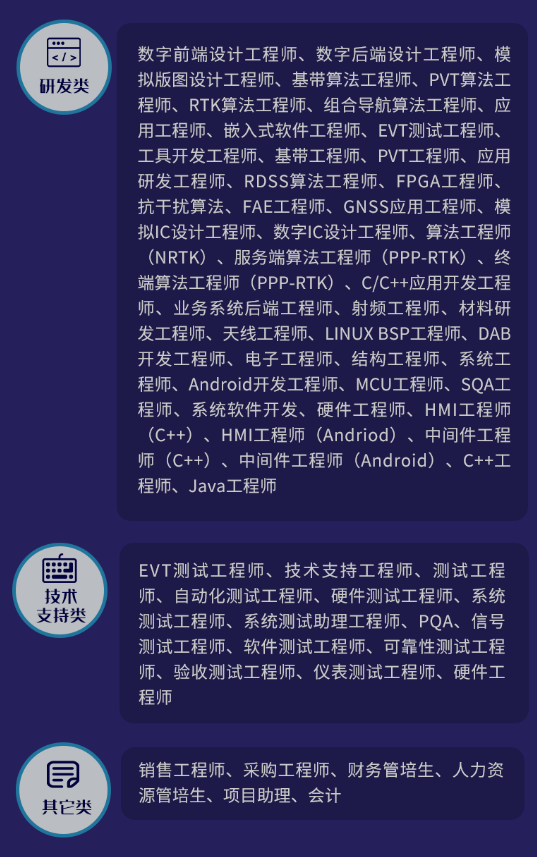 </>
研发类
数字前端设计工程师、数字后端设计工程师、模
拟版图设计工程师、基带算法工程师、PVT算法工
程师、RTK算法工程师、组合导航算法工程师、应
用工程师、嵌入式软件工程师、EVT测试工程师、
工具开发工程师、基带工程师、PVT工程师、应用
研发工程师、RDSS算法工程师、FPGA工程师、
抗干扰算法、FAE工程师、GNSS应用工程师、模
拟IC设计工程师、数字IC设计工程师、算法工程师
（NRTK）、服务端算法工程师（PPP-RTK）、终
端算法工程师（PPP-RTK）、C/C++应用开发工程
师、业务系统后端工程师、射频工程师、材料研
发工程师、天线工程师、LINUX BSP工程师、DAB
开发工程师、电子工程师、结构工程师、系统工
程师、Android开发工程师、MCU工程师、SQA工
程师、系统软件开发、硬件工程师、HMI工程师
（C++）、HMI工程师（Andriod）、中间件工程
师（C++）、中间件工程师（Android）、C++工
程师、Java工程师
技术
支持类
EVT测试工程师、技术支持工程师、测试工程
师、自动化测试工程师、硬件测试工程师、系统
测试工程师、系统测试助理工程师、PQA、信号
测试工程师、软件测试工程师、可靠性测试工程
师、验收测试工程师、仪表测试工程师、硬件工
程师
其它类
销售工程师、采购工程师、财务管培生、人力资
源管培生、项目助理、会计